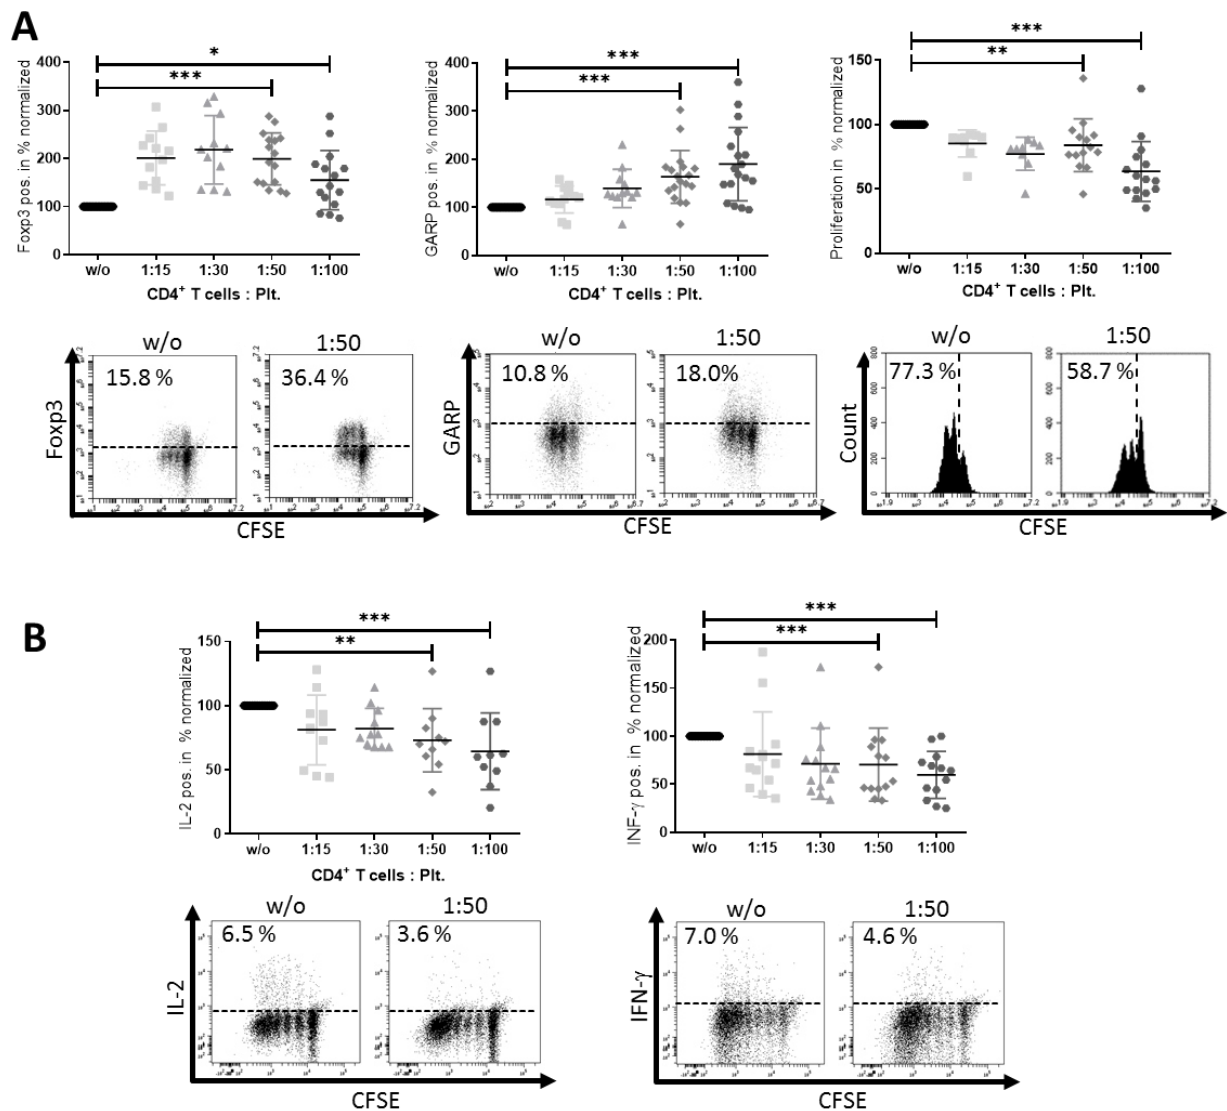 A
*
***
Foxp3 pos. in % normalized
400
300
200
100
0
w/o 1:15 1:30 1:50 1:100
CD4⁺ T cells : Plt.
***
***
GARP pos. in % normalized
400
300
200
100
0
w/o 1:15 1:30 1:50 1:100
CD4⁺ T cells : Plt.
***
**
Proliferation in % normalized
150
100
50
0
w/o 1:15 1:30 1:50 1:100
CD4⁺ T cells : Plt.
w/o 1:50
15.8 % 36.4 %
Foxp3
CFSE
w/o 1:50
10.8 % 18.0%
GARP
CFSE
w/o 1:50
77.3 % 58.7 %
Count
800
600
400
200
0
CFSE
B
***
**
IL-2 pos. in % normalized
150
100
50
0
w/o 1:15 1:30 1:50 1:100
CD4⁺ T cells : Plt.
***
***
INF-γ pos. in % normalized
200
150
100
50
0
w/o 1:15 1:30 1:50 1:100
w/o 1:50
6.5 % 3.6 %
IL-2
CFSE
w/o 1:50
7.0 % 4.6 %
IFN-γ
CFSE